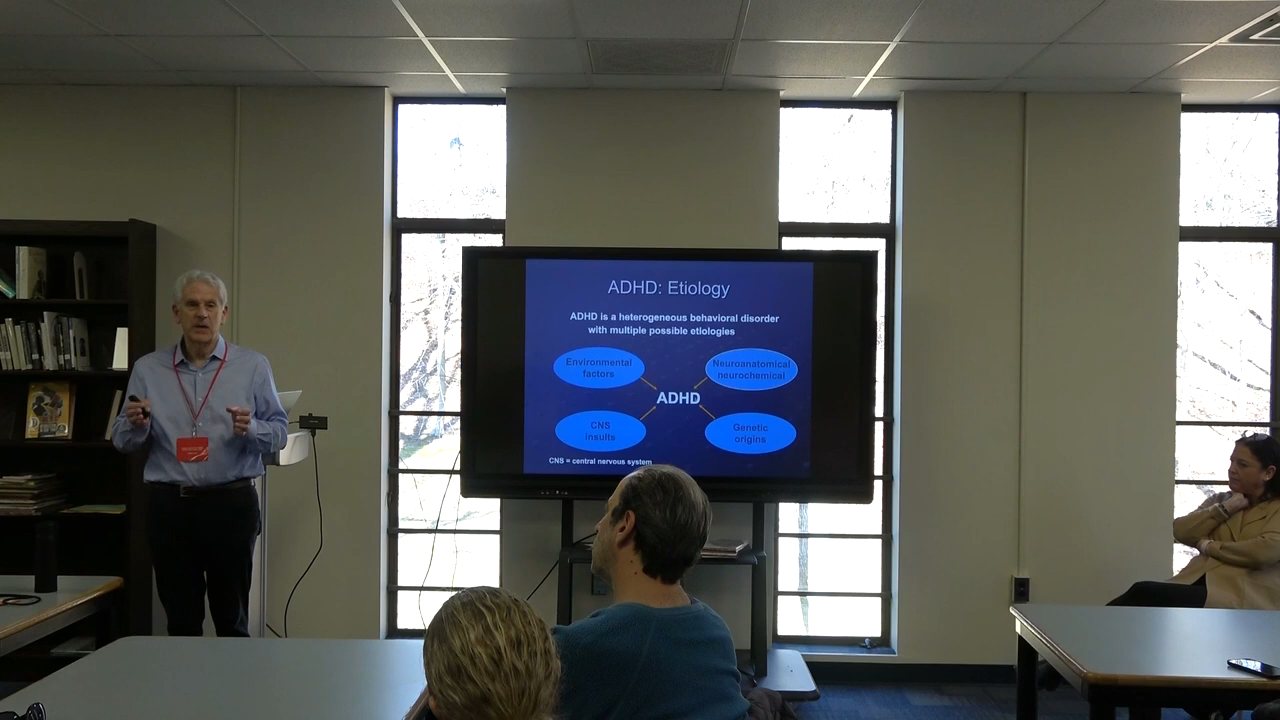 ADHD: Etiology
ADHD is a heterogeneous behavioral disorder
with multiple possible etiologies
Environmental
factors
Neuroanatomical
neurochemical
ADHD
CNS
insults
Genetic
origins
CNS = central nervous system